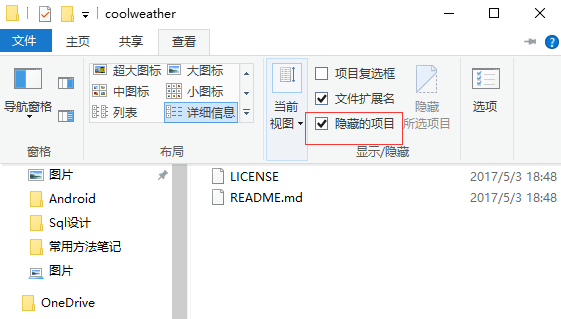 coolweather
文件 主页 共享 查看
导航窗格
窗格
超大图标 大图标
中图标 小图标
列表 详细信息
布局
当前
视图
项目复选框
文件扩展名
隐藏的项目
隐藏
所选项目
显示/隐藏
选项
图片
Android
Sql设计
常用方法笔记
图片
OneDrive
LICENSE 2017/5/3 18:48
README.md 2017/5/3 18:48